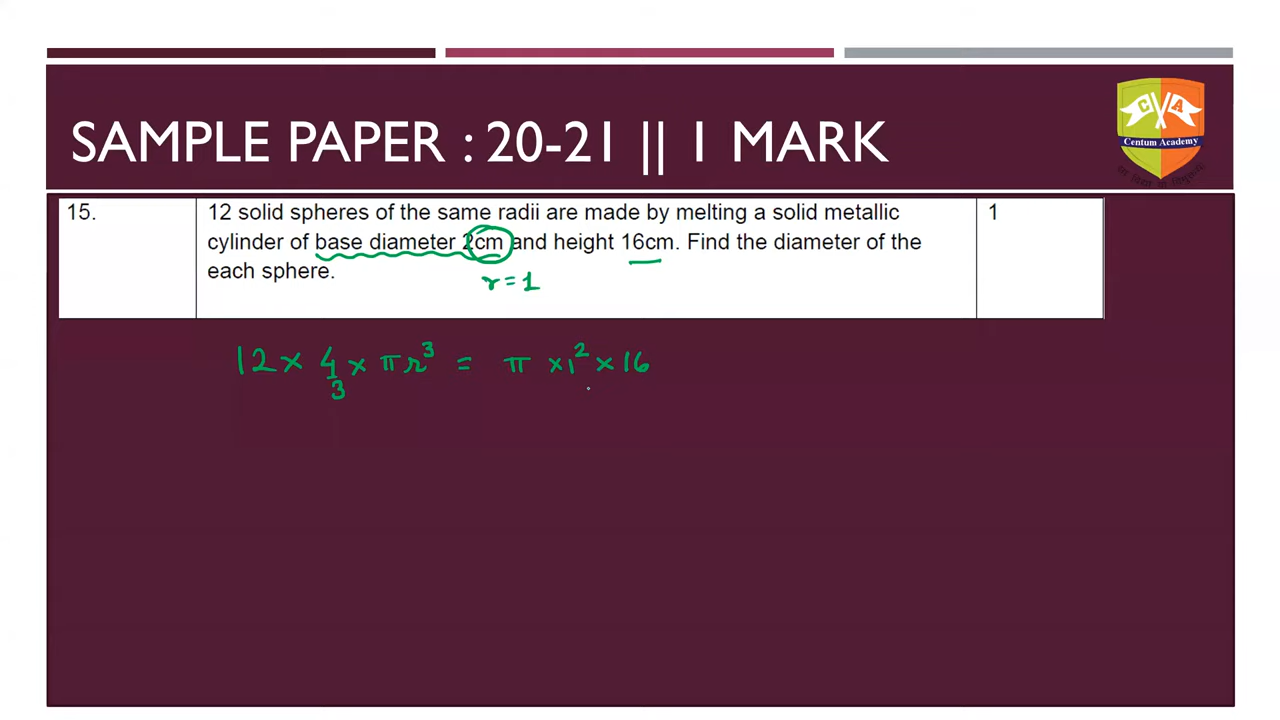 SAMPLE PAPER : 20-21 || 1 MARK
C A
Centum Academy
15.
12 solid spheres of the same radii are made by melting a solid metallic
cylinder of base diameter 2cm and height 16cm. Find the diameter of the
each sphere.
1
r = 1
12 × 4/3 × π r³ = π × 1² × 16